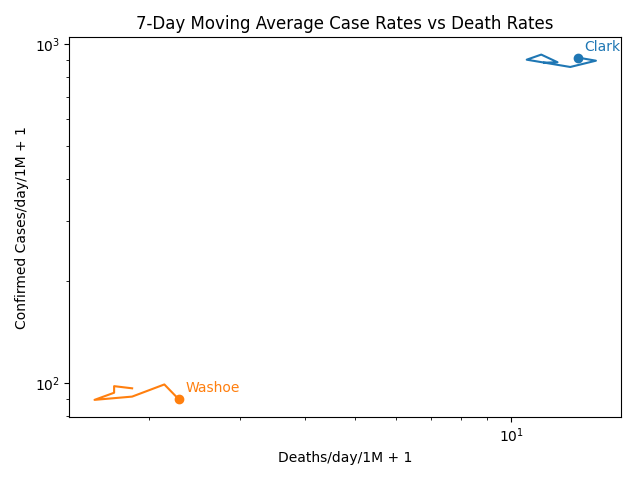 7-Day Moving Average Case Rates vs Death Rates
10³
Clark
Confirmed Cases/day/1M + 1
10²
Washoe
10¹
Deaths/day/1M + 1